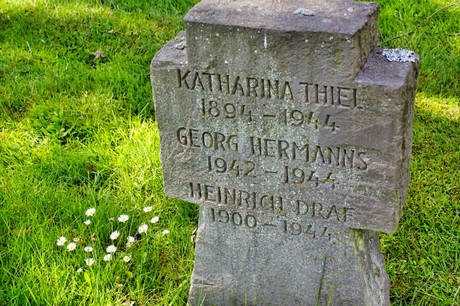 KATHARINA THIEL
1894-1944
GEORG HERMANNS
1942-1944
HEINRICH DRAF
1900-1944